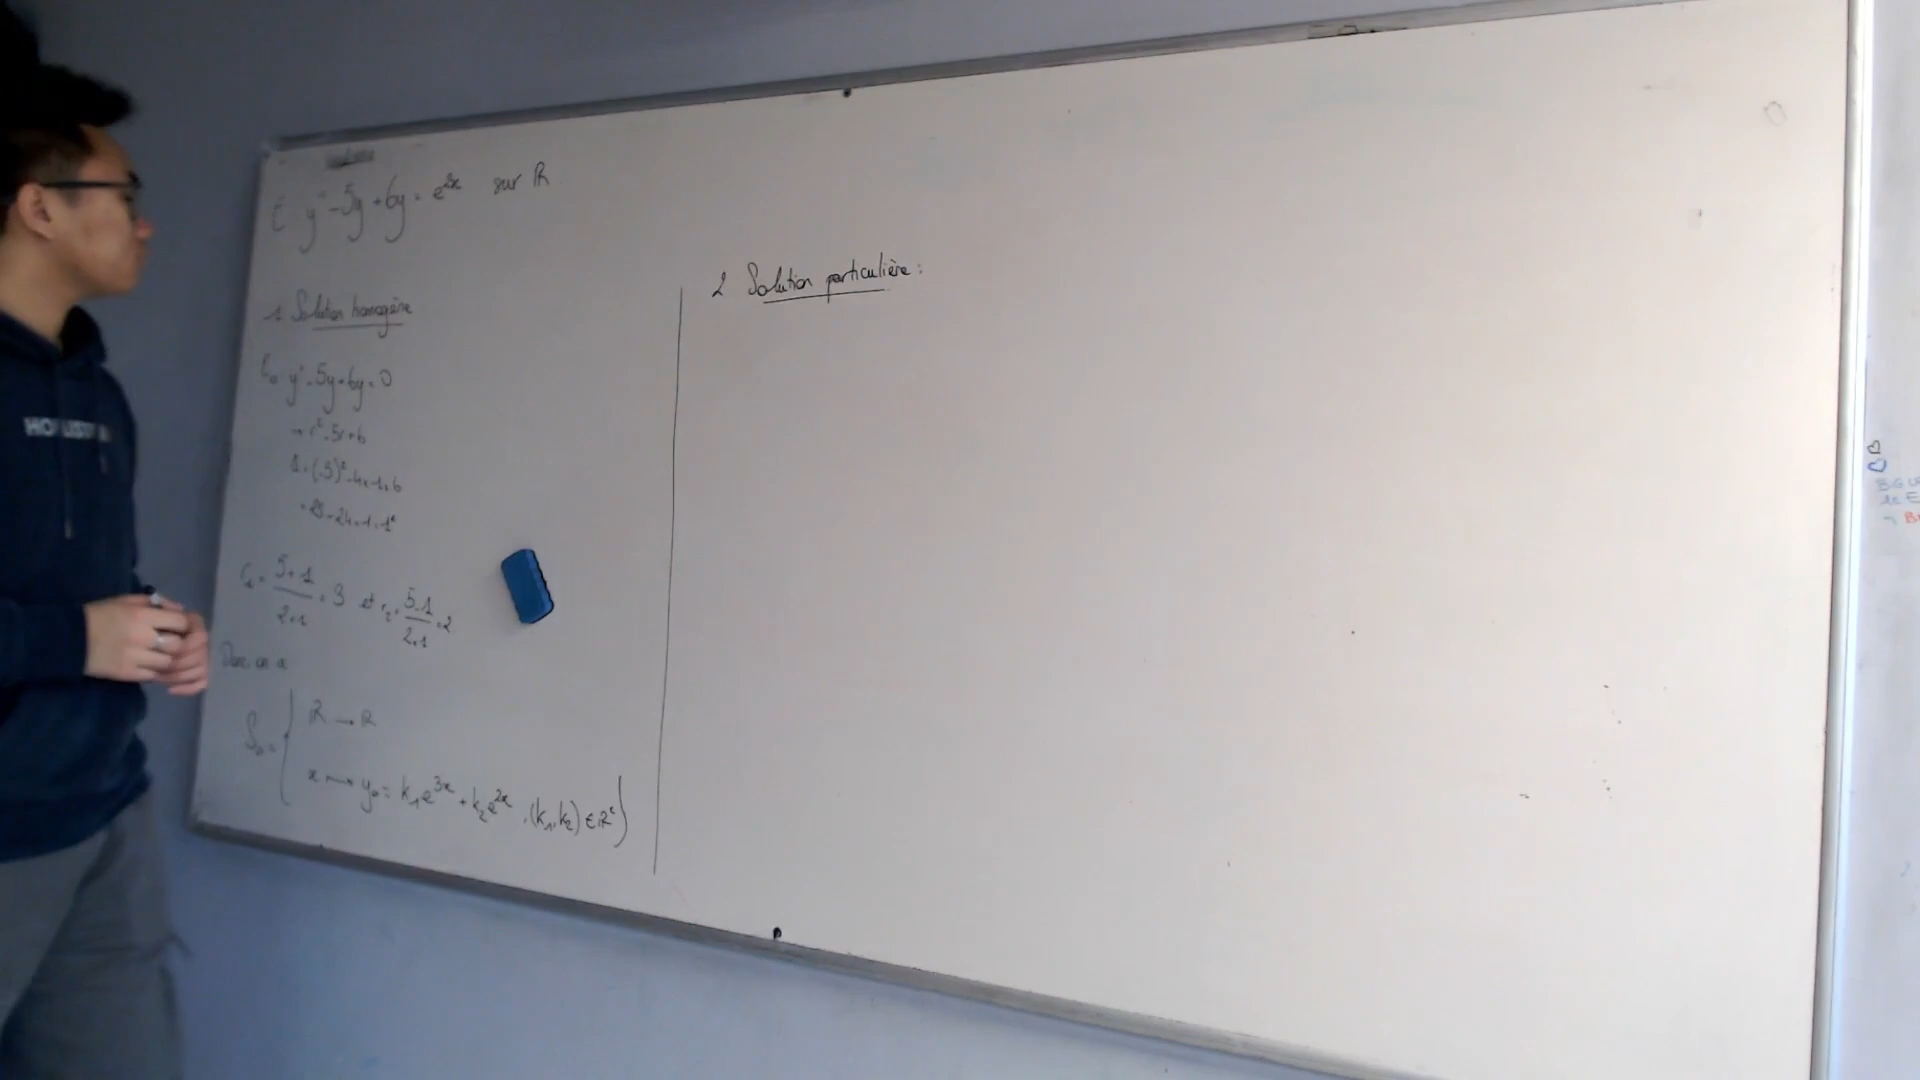 E y'' - 5y' + 6y = e^{2x} sur ℝ
1 Solution homogène
E₀ y'' - 5y' + 6y = 0
→ r² - 5r + 6
Δ = (-5)² - 4×1×6
= 25 - 24 = 1 = 1²
r₁ = (5+1)/(2×1) = 3 et r₂ = (5-1)/(2×1) = 2
Donc, on a
S₀ = { ℝ → ℝ
x ⟼ y₀ = k₁e^{3x} + k₂e^{2x}, (k₁,k₂) ∈ ℝ² }
2 Solution particulière :